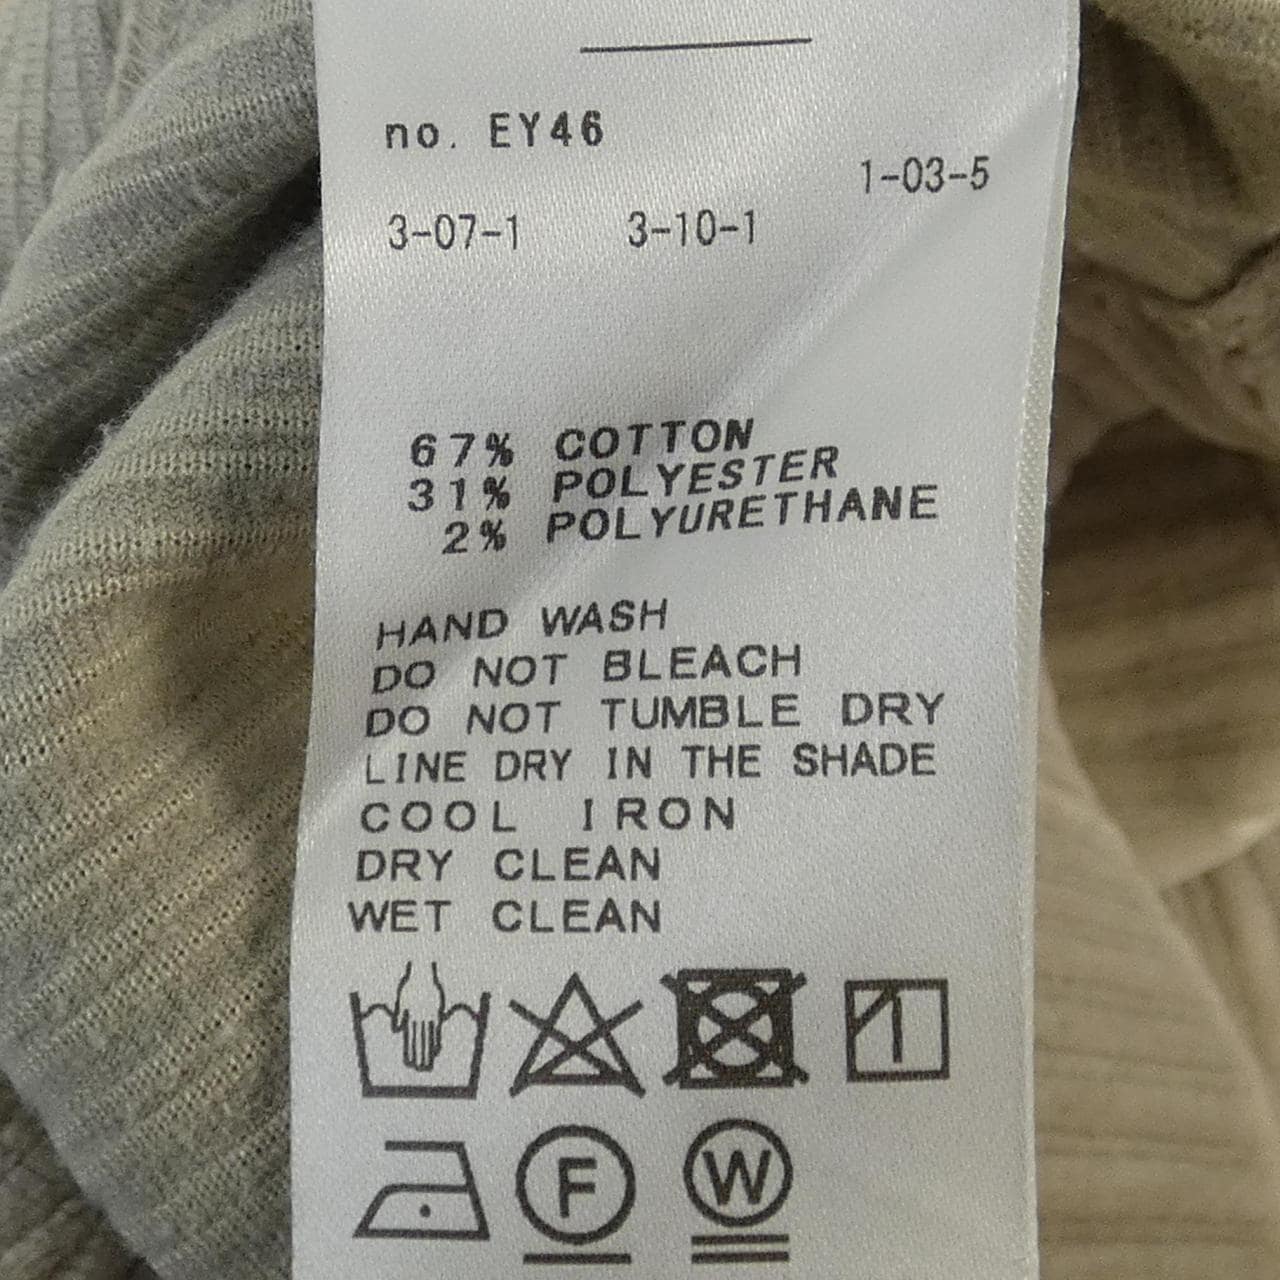 no. EY46
1-03-5
3-07-1 3-10-1
67% COTTON
31% POLYESTER
2% POLYURETHANE
HAND WASH
DO NOT BLEACH
DO NOT TUMBLE DRY
LINE DRY IN THE SHADE
COOL IRON
DRY CLEAN
WET CLEAN
F W